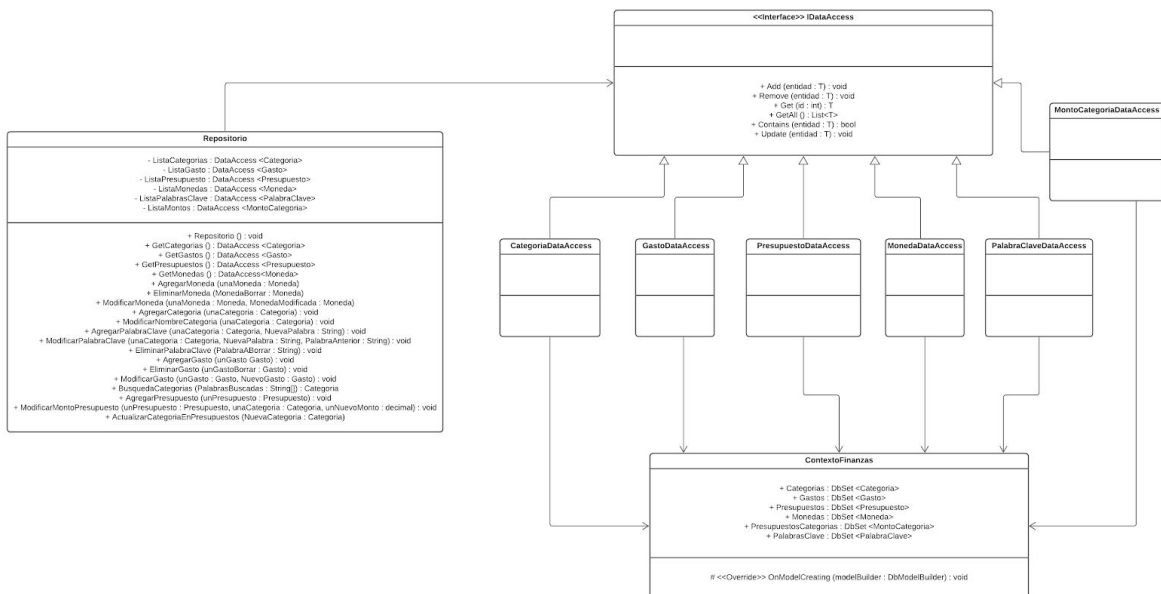 <<Interface>> IDataAccess
+ Add (entidad : T) : void
+ Remove (entidad : T) : void
+ Get (id : int) : T
+ GetAll () : List<T>
+ Contains (entidad : T) : bool
+ Update (entidad : T) : void
MontoCategoriaDataAccess
Repositorio
- ListaCategorias : DataAccess <Categoria>
- ListaGasto : DataAccess <Gasto>
- ListaPresupuesto : DataAccess <Presupuesto>
- ListaMonedas : DataAccess <Moneda>
- ListaPalabrasClave : DataAccess <PalabraClave>
- ListaMontos : DataAccess <MontoCategoria>
+ Repositorio () : void
+ GetCategorias () : DataAccess <Categoria>
+ GetGastos () : DataAccess <Gasto>
+ GetPresupuestos () : DataAccess <Presupuesto>
+ GetMonedas () : DataAccess<Moneda>
+ AgregarMoneda (unaMoneda : Moneda)
+ EliminarMoneda (MonedaBorrar : Moneda)
+ ModificarMoneda (unaMoneda : Moneda, MonedaModificada : Moneda)
+ AgregarCategoria (unaCategoria : Categoria) : void
+ ModificarNombreCategoria (unaCategoria : Categoria) : void
+ AgregarPalabraClave (unaCategoria : Categoria, NuevaPalabra : String) : void
+ ModificarPalabraClave (unaCategoria : Categoria, NuevaPalabra : String, PalabraAnterior : String) : void
+ EliminarPalabraClave (PalabraABorrar : String) : void
+ AgregarGasto (unGasto Gasto) : void
+ EliminarGasto (unGastoBorrar : Gasto) : void
+ ModificarGasto (unGasto : Gasto, NuevoGasto : Gasto) : void
+ BusquedaCategorias (PalabrasBuscadas : String[]) : Categoria
+ AgregarPresupuesto (unPresupuesto : Presupuesto) : void
+ ModificarMontoPresupuesto (unPresupuesto : Presupuesto, unaCategoria : Categoria, unNuevoMonto : decimal) : void
+ ActualizarCategoriaEnPresupuestos (NuevaCategoria : Categoria)
CategoriaDataAccess
GastoDataAccess
PresupuestoDataAccess
MonedaDataAccess
PalabraClaveDataAccess
ContextoFinanzas
+ Categorias : DbSet <Categoria>
+ Gastos : DbSet <Gasto>
+ Presupuestos : DbSet <Presupuesto>
+ Monedas : DbSet <Moneda>
+ PresupuestosCategorias : DbSet <MontoCategoria>
+ PalabrasClave : DbSet <PalabraClave>
# <<Override>> OnModelCreating (modelBuilder : DbModelBuilder) : void